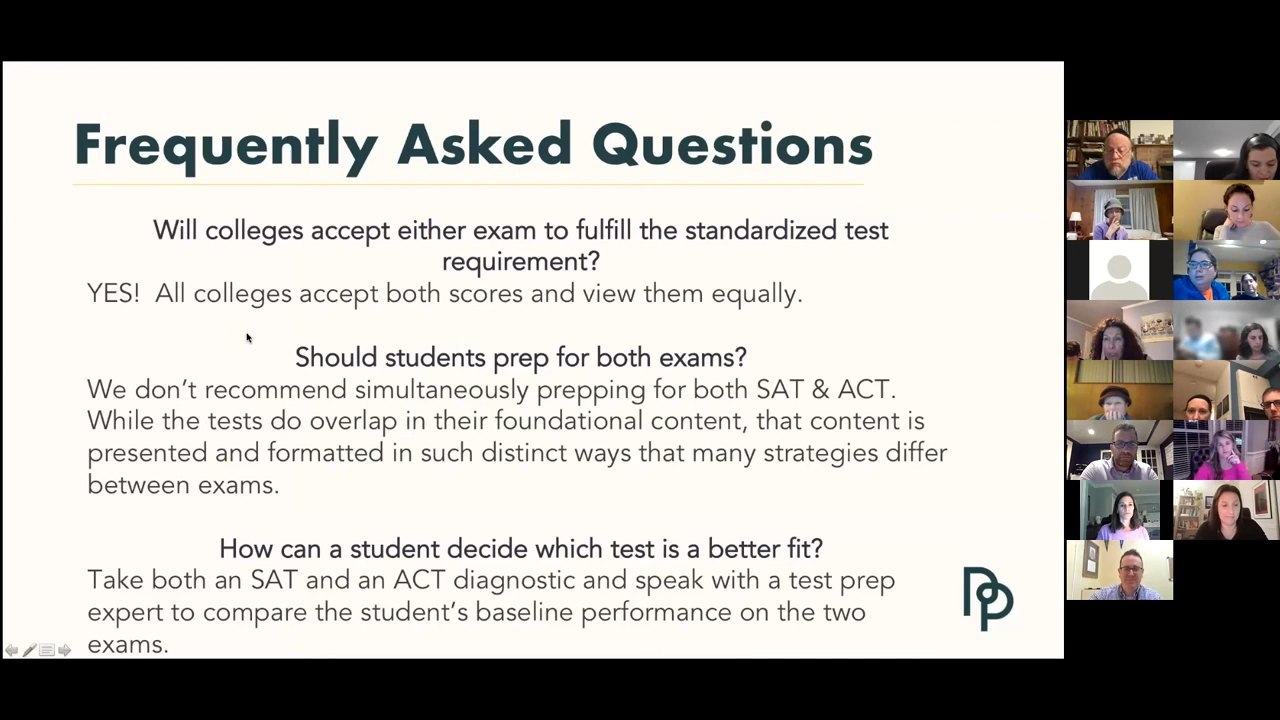 Frequently Asked Questions
Will colleges accept either exam to fulfill the standardized test
requirement?
YES!  All colleges accept both scores and view them equally.
Should students prep for both exams?
We don’t recommend simultaneously prepping for both SAT & ACT.
While the tests do overlap in their foundational content, that content is
presented and formatted in such distinct ways that many strategies differ
between exams.
How can a student decide which test is a better fit?
Take both an SAT and an ACT diagnostic and speak with a test prep
expert to compare the student’s baseline performance on the two
exams.